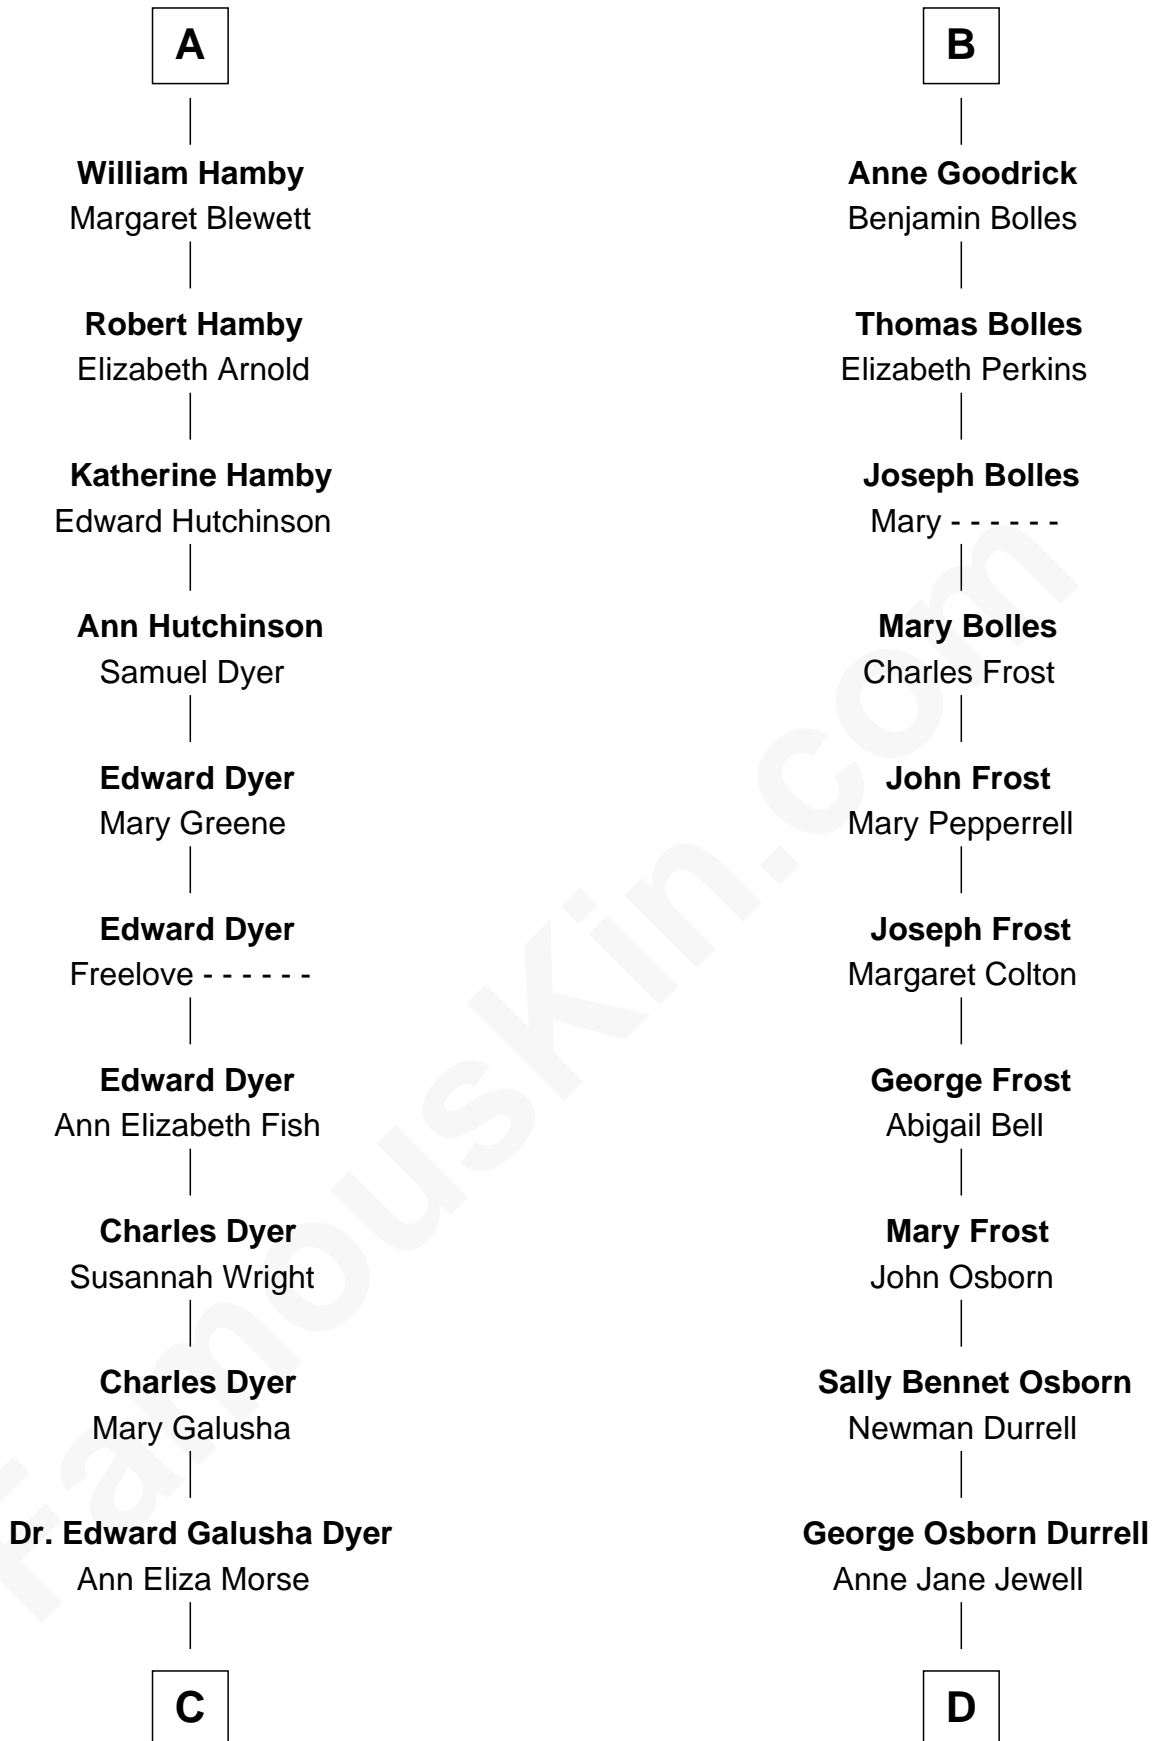 A
William Hamby
Margaret Blewett
Robert Hamby
Elizabeth Arnold
Katherine Hamby
Edward Hutchinson
Ann Hutchinson
Samuel Dyer
Edward Dyer
Mary Greene
Edward Dyer
Freelove - - - - - -
Edward Dyer
Ann Elizabeth Fish
Charles Dyer
Susannah Wright
Charles Dyer
Mary Galusha
Dr. Edward Galusha Dyer
Ann Eliza Morse
C
B
Anne Goodrick
Benjamin Bolles
Thomas Bolles
Elizabeth Perkins
Joseph Bolles
Mary - - - - - -
Mary Bolles
Charles Frost
John Frost
Mary Pepperrell
Joseph Frost
Margaret Colton
George Frost
Abigail Bell
Mary Frost
John Osborn
Sally Bennet Osborn
Newman Durrell
George Osborn Durrell
Anne Jane Jewell
D
FamousKin.com